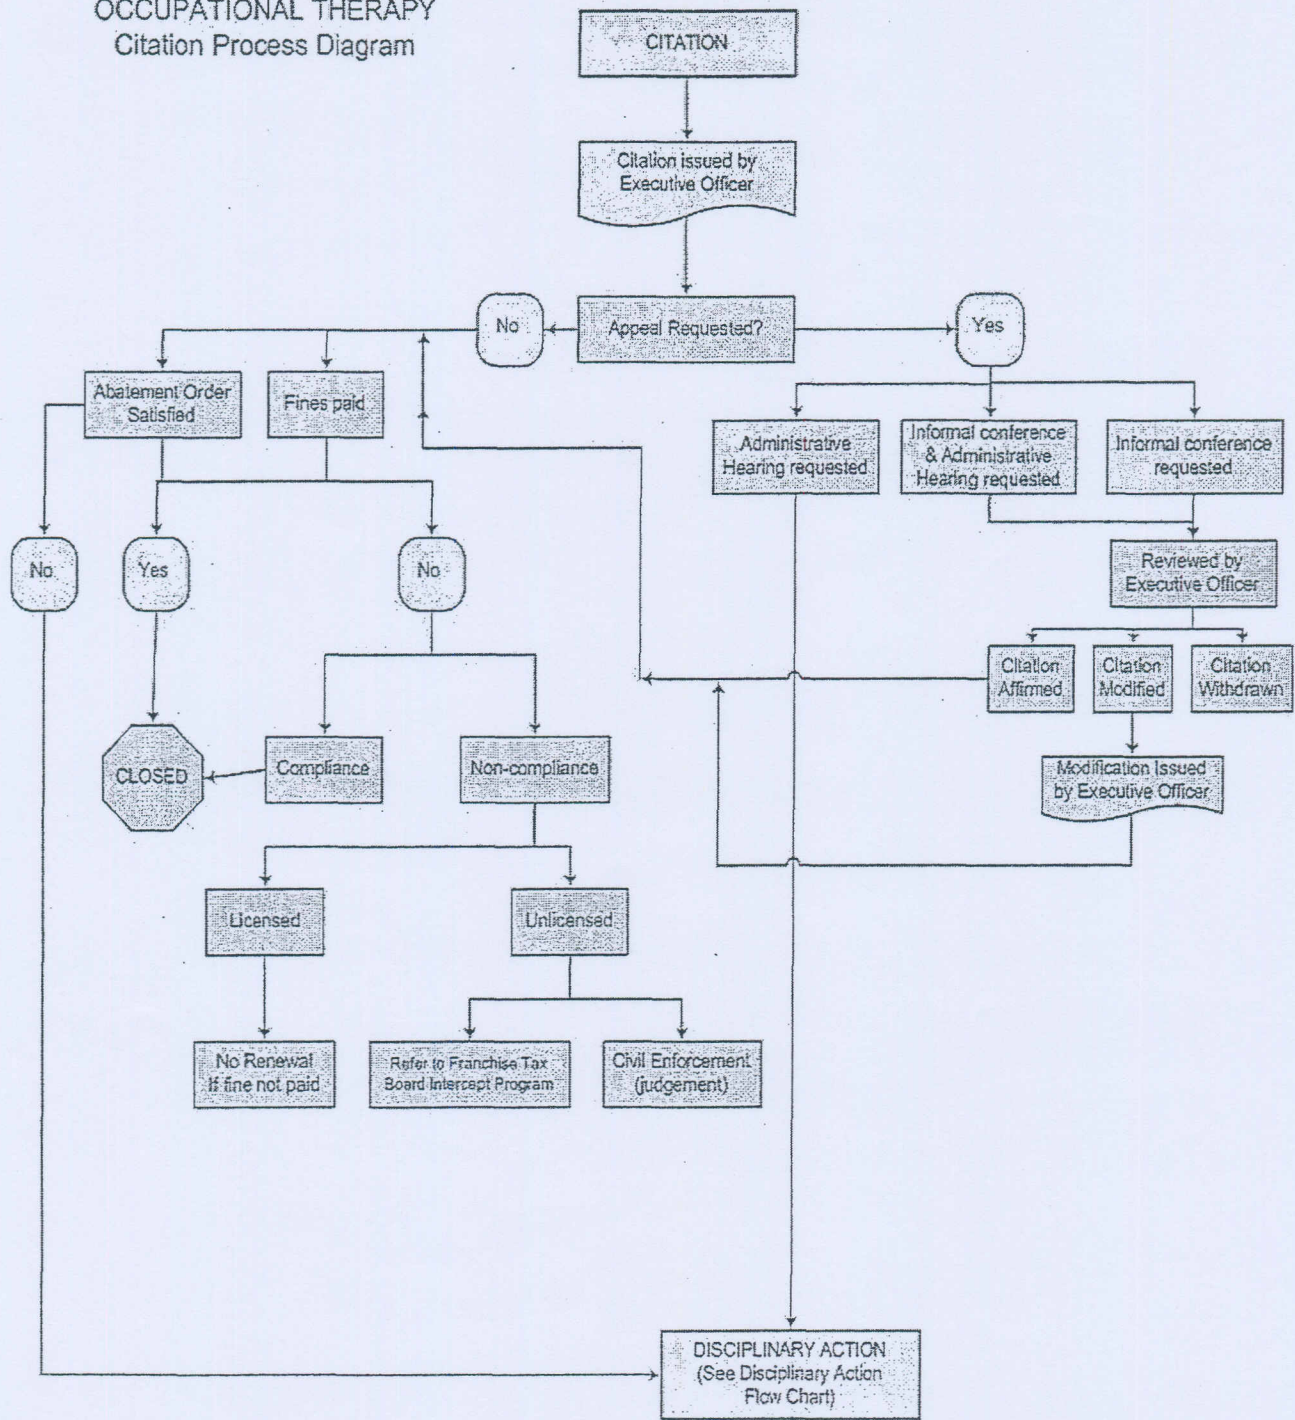 OCCUPATIONAL THERAPY
Citation Process Diagram
CITATION
Citation issued by
Executive Officer
Appeal Requested?
No
Yes
Abatement Order
Satisfied
Fines paid
Administrative
Hearing requested
Informal conference
& Administrative
Hearing requested
Informal conference
requested
No
Yes
No
Reviewed by
Executive Officer
Citation
Affirmed
Citation
Modified
Citation
Withdrawn
CLOSED
Compliance
Non-compliance
Modification Issued
by Executive Officer
Licensed
Unlicensed
No Renewal
If fine not paid
Refer to Franchise Tax
Board Intercept Program
Civil Enforcement
(judgement)
DISCIPLINARY ACTION
(See Disciplinary Action
Flow Chart)